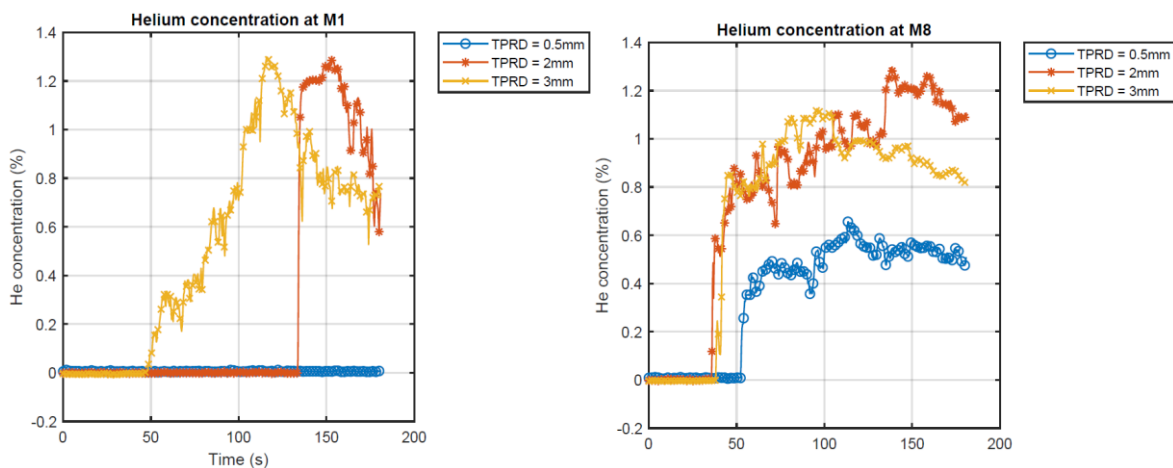 Helium concentration at M1
He concentration (%)
1.4
1.2
1
0.8
0.6
0.4
0.2
0
-0.2
0
50
100
150
200
Time (s)
TPRD = 0.5mm
TPRD = 2mm
TPRD = 3mm
Helium concentration at M8
He concentration (%)
1.4
1.2
1
0.8
0.6
0.4
0.2
0
-0.2
0
50
100
150
200
TPRD = 0.5mm
TPRD = 2mm
TPRD = 3mm